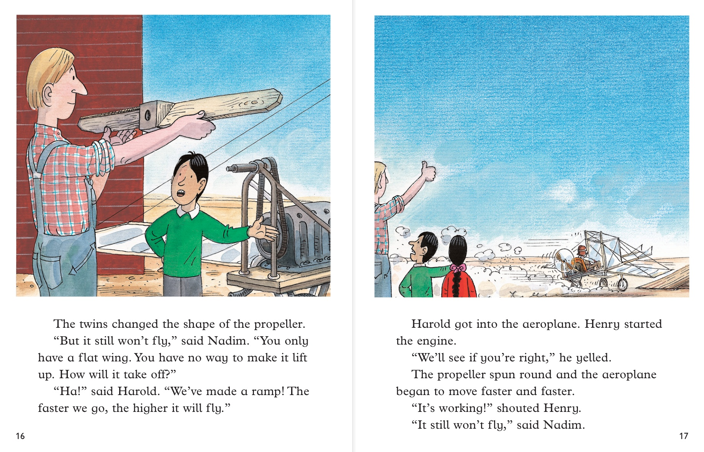 The twins changed the shape of the propeller.
“But it still won’t fly,” said Nadim. “You only
have a flat wing. You have no way to make it lift
up. How will it take off?”
“Ha!” said Harold. “We’ve made a ramp! The
faster we go, the higher it will fly.”
16
Harold got into the aeroplane. Henry started
the engine.
“We’ll see if you’re right,” he yelled.
The propeller spun round and the aeroplane
began to move faster and faster.
“It’s working!” shouted Henry.
“It still won’t fly,” said Nadim.
17